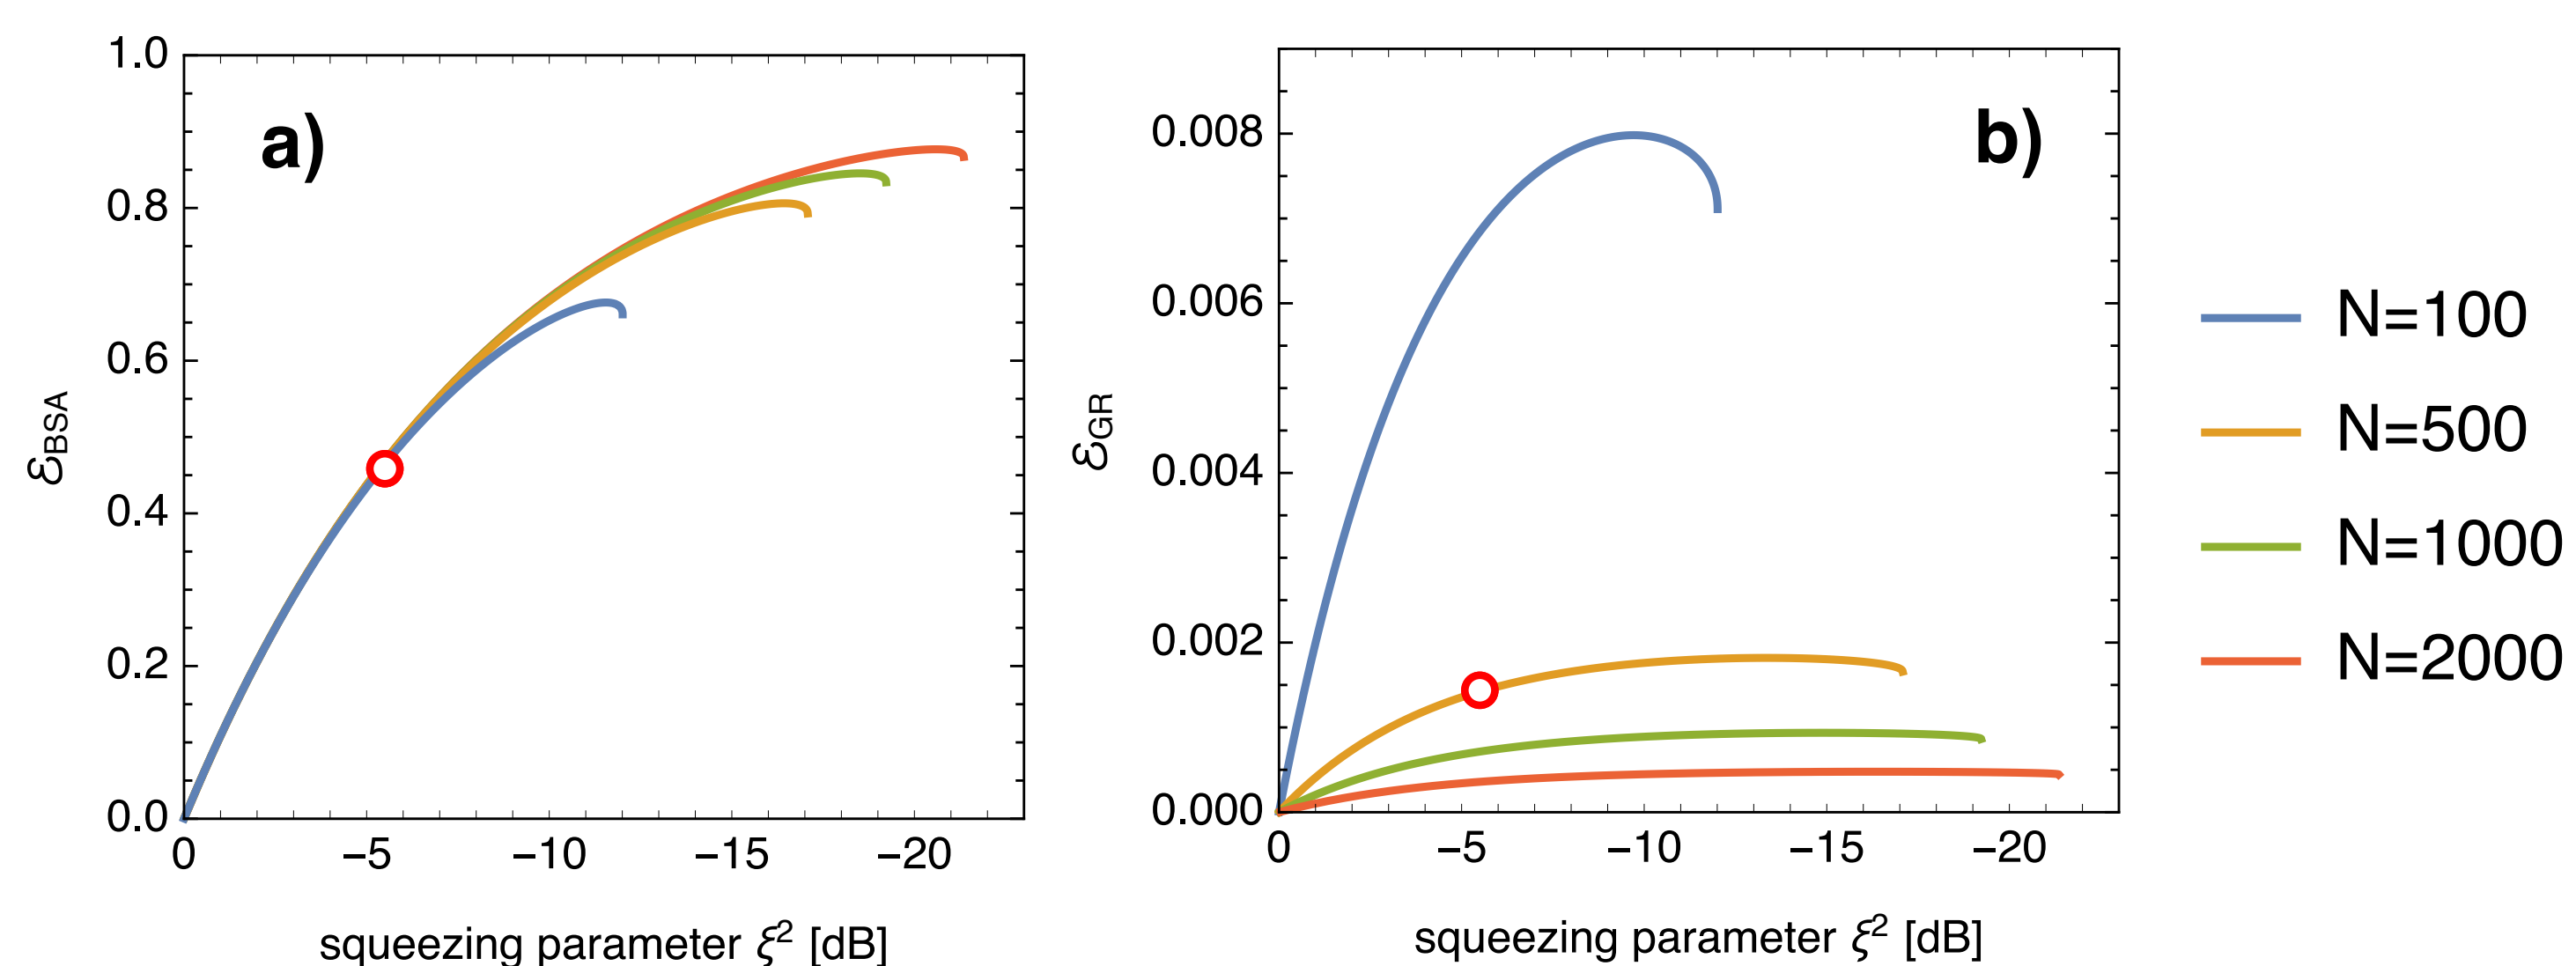 a)
1.0
0.8
0.6
0.4
0.2
0.0
ℰBSA
0 −5 −10 −15 −20
squeezing parameter ξ² [dB]
b)
0.008
0.006
0.004
0.002
0.000
ℰGR
0 −5 −10 −15 −20
squeezing parameter ξ² [dB]
N=100
N=500
N=1000
N=2000